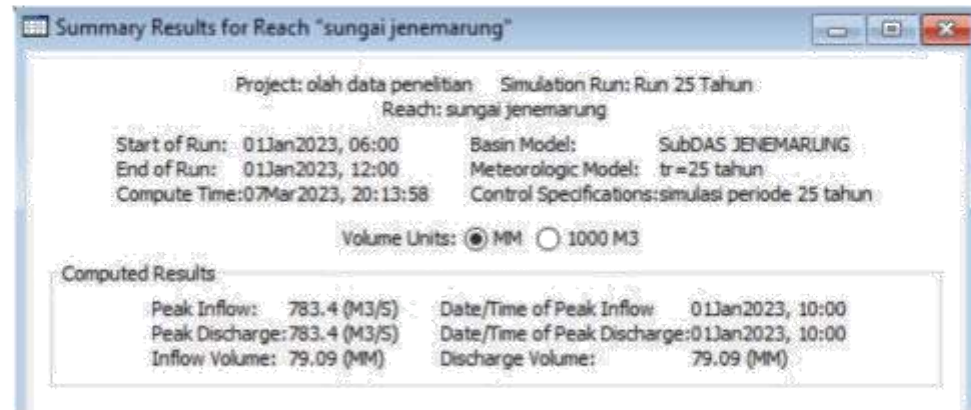 Summary Results for Reach "sungai jenemarung"
Project: olah data penelitian Simulation Run: Run 25 Tahun
Reach: sungai jenemarung
Start of Run: 01Jan2023, 06:00 Basin Model: SubDAS JENEMARUNG
End of Run: 01Jan2023, 12:00 Meteorologic Model: tr=25 tahun
Compute Time:07Mar2023, 20:13:58 Control Specifications:simulasi periode 25 tahun
Volume Units: MM 1000 M3
Computed Results
Peak Inflow: 783.4 (M3/S) Date/Time of Peak Inflow 01Jan2023, 10:00
Peak Discharge:783.4 (M3/S) Date/Time of Peak Discharge:01Jan2023, 10:00
Inflow Volume: 79.09 (MM) Discharge Volume: 79.09 (MM)